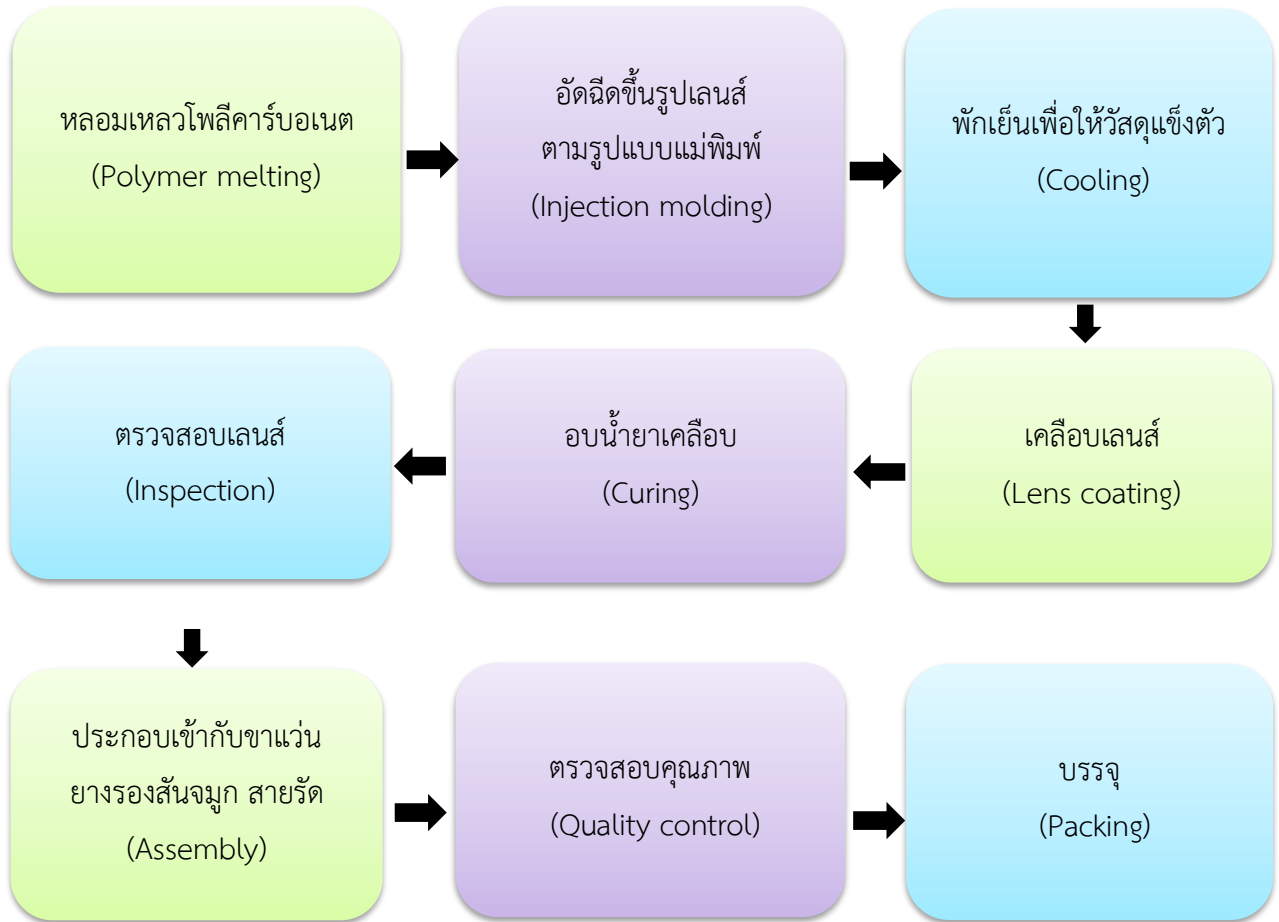 หลอมเหลวโพลีคาร์บอเนต
(Polymer melting)
อัดฉีดขึ้นรูปเลนส์
ตามรูปแบบแม่พิมพ์
(Injection molding)
พักเย็นเพื่อให้วัสดุแข็งตัว
(Cooling)
เคลือบเลนส์
(Lens coating)
อบน้ำยาเคลือบ
(Curing)
ตรวจสอบเลนส์
(Inspection)
ประกอบเข้ากับขาแว่น
ยางรองสันจมูก สายรัด
(Assembly)
ตรวจสอบคุณภาพ
(Quality control)
บรรจุ
(Packing)